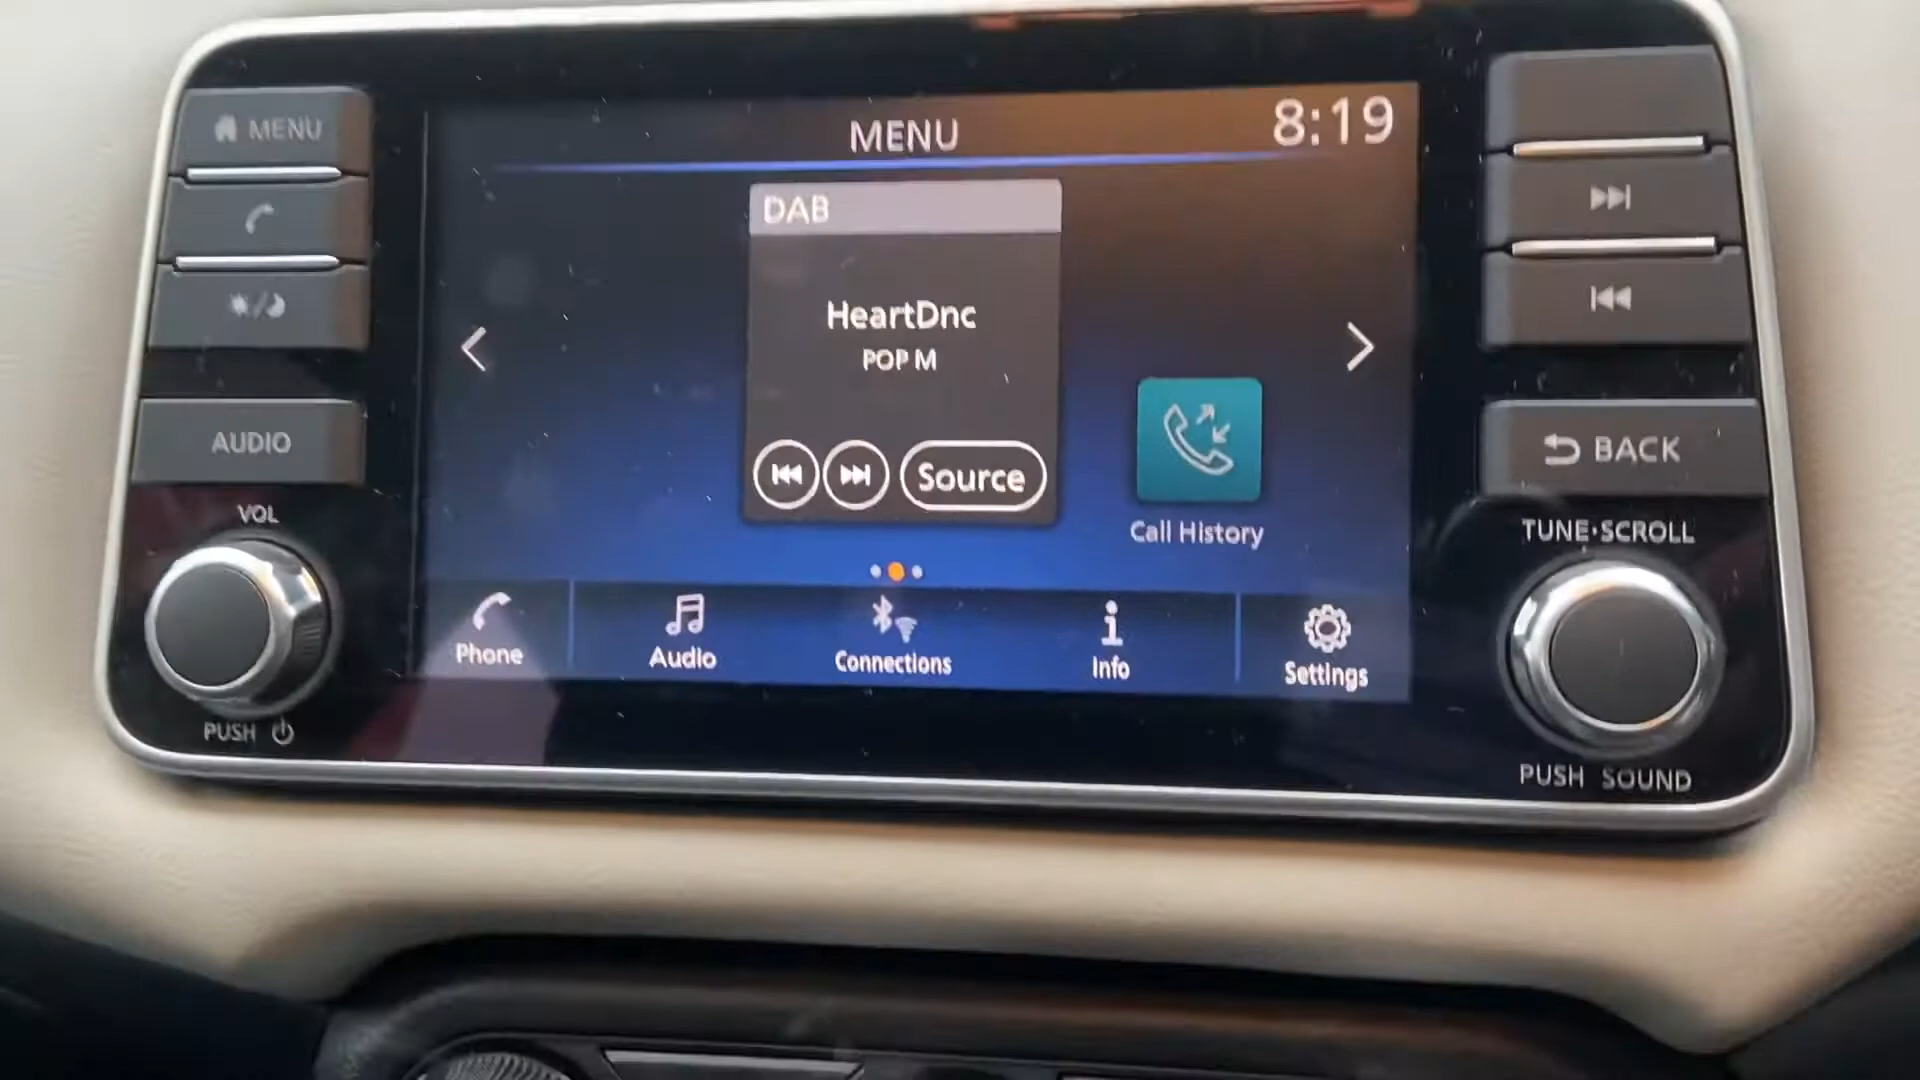 MENU
AUDIO
VOL
PUSH
MENU
8:19
DAB
HeartDnc
POP M
Source
Call History
Phone
Audio
Connections
Info
Settings
BACK
TUNE·SCROLL
PUSH SOUND